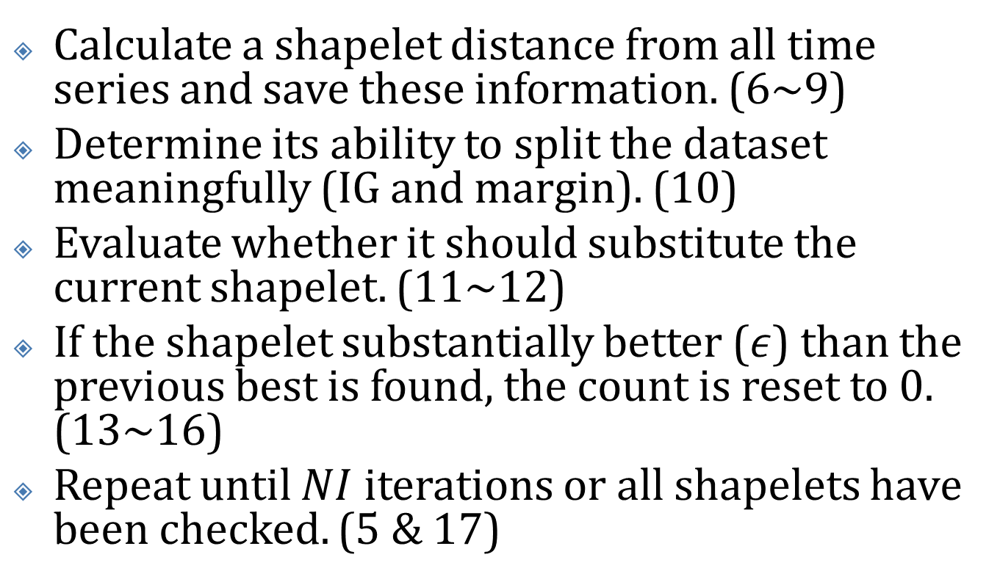 Calculate a shapelet distance from all time
series and save these information. (6~9)
Determine its ability to split the dataset
meaningfully (IG and margin). (10)
Evaluate whether it should substitute the
current shapelet. (11~12)
If the shapelet substantially better (ϵ) than the
previous best is found, the count is reset to 0.
(13~16)
Repeat until NI iterations or all shapelets have
been checked. (5 & 17)